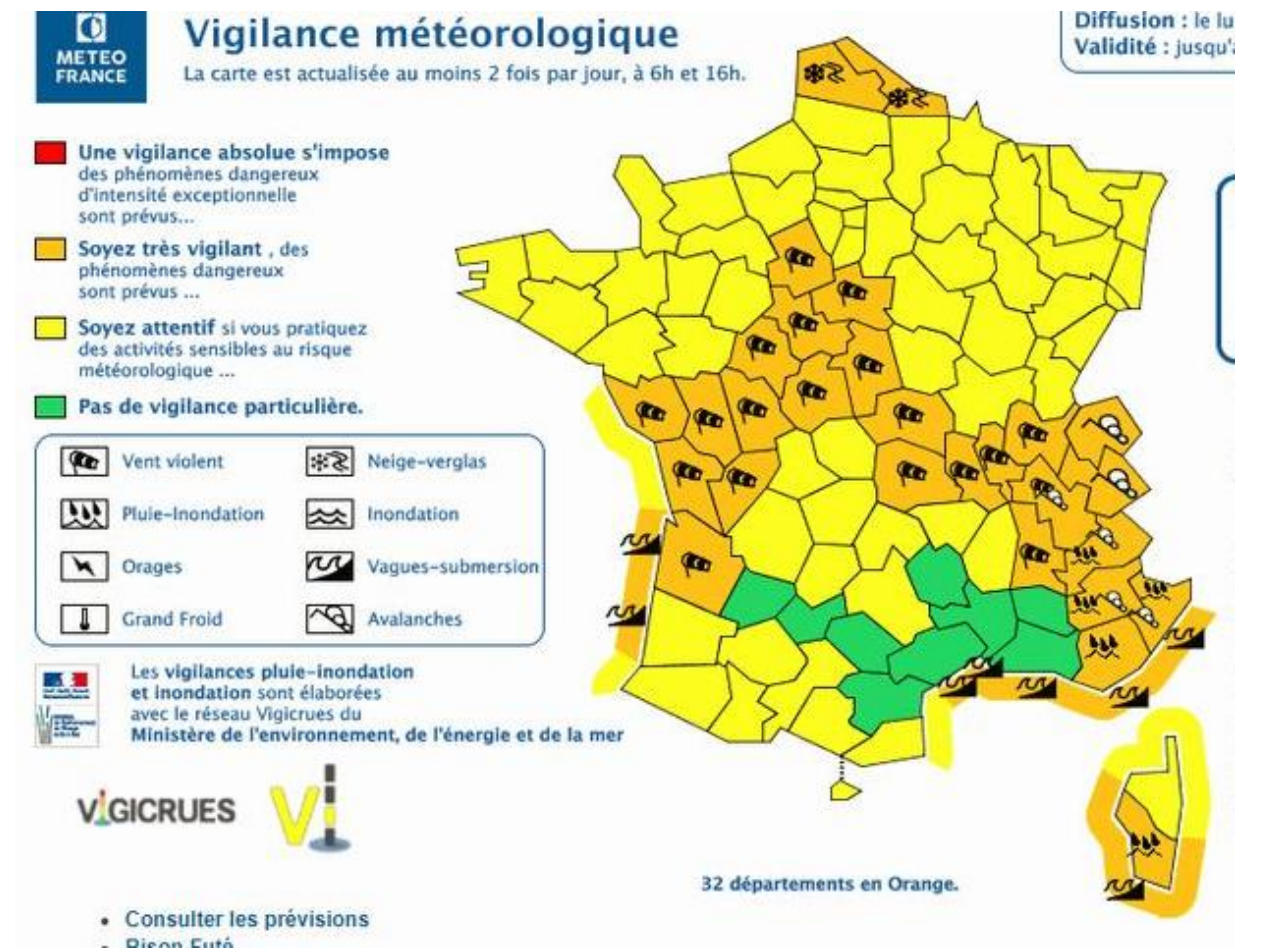 METEO
FRANCE
Vigilance météorologique
La carte est actualisée au moins 2 fois par jour, à 6h et 16h.
Diffusion : le lu
Validité : jusqu'a
Une vigilance absolue s'impose
des phénomènes dangereux
d'intensité exceptionnelle
sont prévus...
Soyez très vigilant , des
phénomènes dangereux
sont prévus ...
Soyez attentif si vous pratiquez
des activités sensibles au risque
météorologique ...
Pas de vigilance particulière.
Vent violent
Neige-verglas
Pluie-Inondation
Inondation
Orages
Vagues-submersion
Grand Froid
Avalanches
Les vigilances pluie-inondation
et inondation sont élaborées
avec le réseau Vigicrues du
Ministère de l'environnement, de l'énergie et de la mer
VIGICRUES
Vi
32 départements en Orange.
• Consulter les prévisions
• Bison Futé